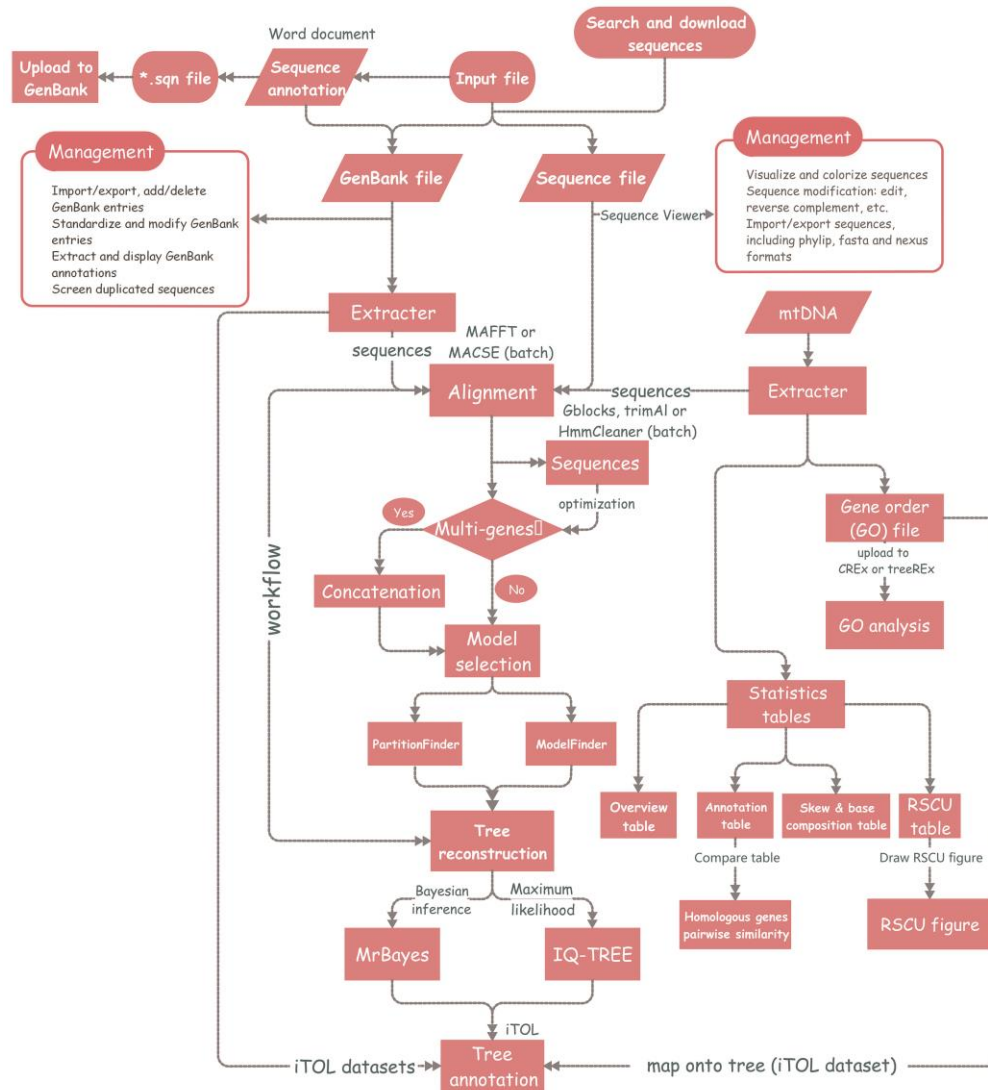 Search and download
sequences
Word document
Upload to
GenBank
*.sqn file
Sequence
annotation
Input file
Management
Import/export, add/delete
GenBank entries
Standardize and modify GenBank
entries
Extract and display GenBank
annotations
Screen duplicated sequences
GenBank file
Sequence file
Sequence Viewer
Management
Visualize and colorize sequences
Sequence modification: edit,
reverse complement, etc.
Import/export sequences,
including phylip, fasta and nexus
formats
Extracter
sequences
MAFFT or
MACSE (batch)
Alignment
sequences
mtDNA
Extracter
Gblocks, trimAl or
HmmCleaner (batch)
Sequences
optimization
Yes
Multi-genes
No
Concatenation
workflow
Model
selection
PartitionFinder
ModelFinder
Gene order
(GO) file
upload to
CREx or treeREx
GO analysis
Statistics
tables
Overview
table
Annotation
table
Skew & base
composition table
RSCU
table
Compare table
Draw RSCU figure
Homologous genes
pairwise similarity
RSCU figure
Tree
reconstruction
Bayesian
inference
Maximum
likelihood
MrBayes
IQ-TREE
iTOL
iTOL datasets
Tree
annotation
map onto tree (iTOL dataset)